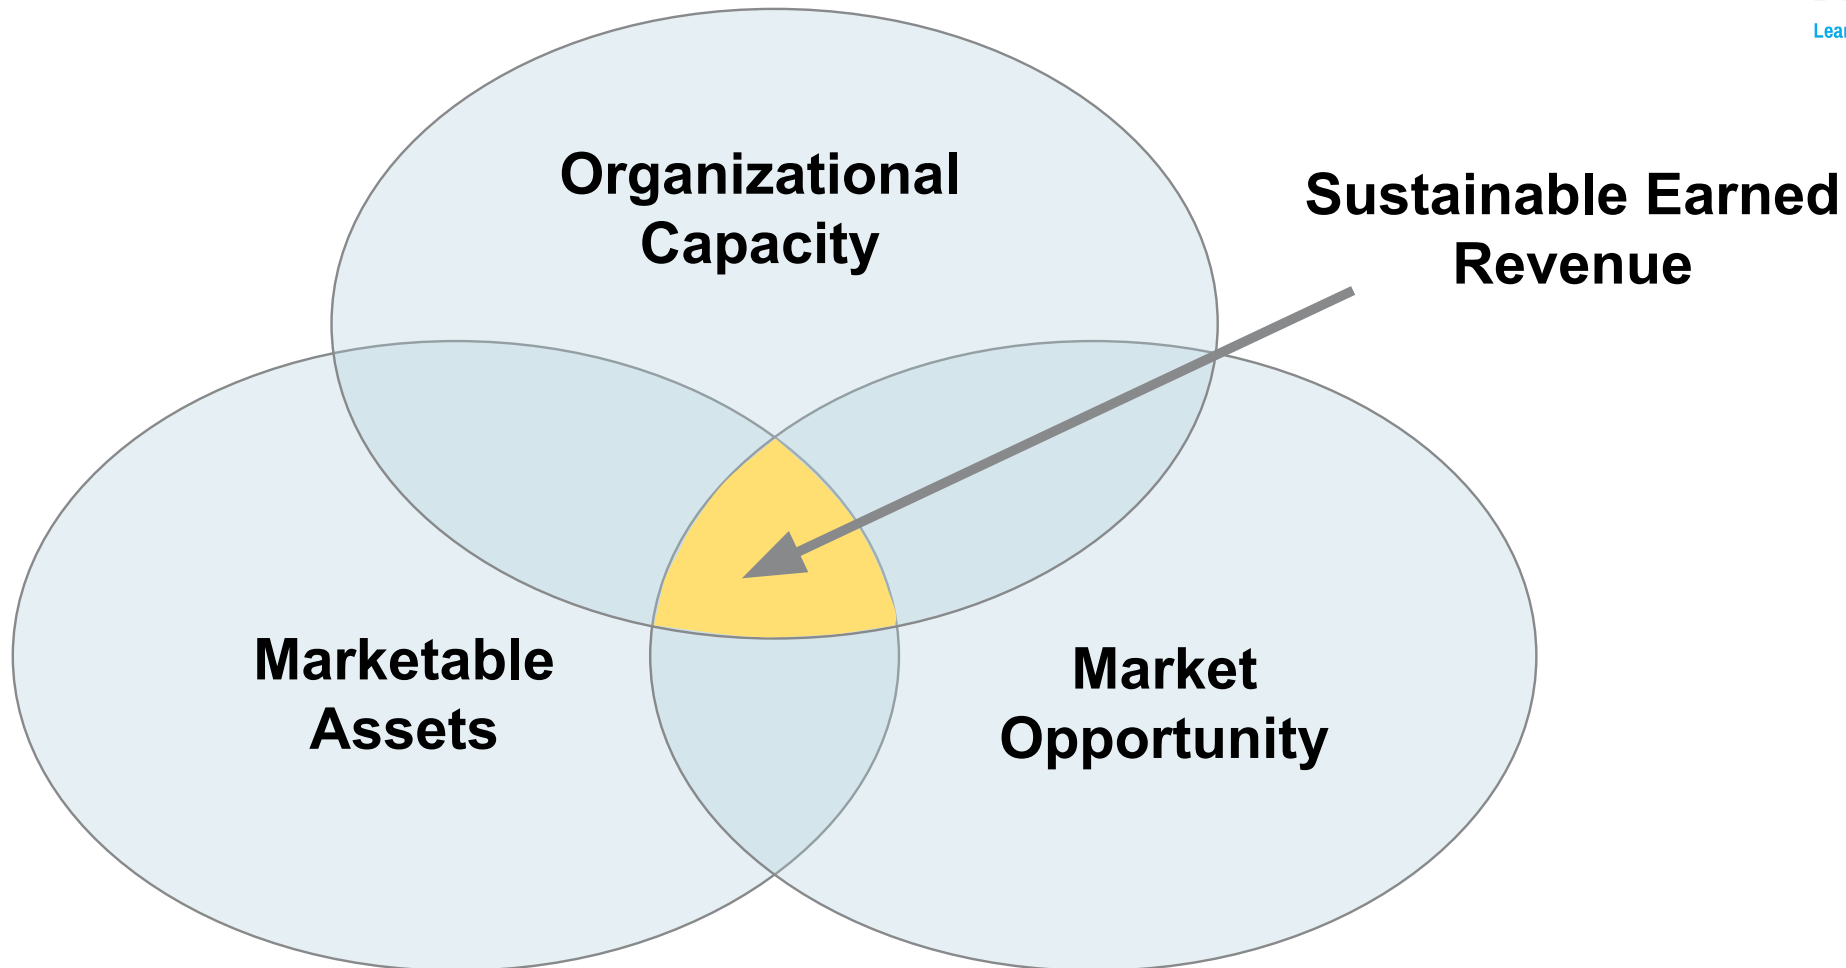 Organizational
Capacity
Sustainable Earned
Revenue
Marketable
Assets
Market
Opportunity